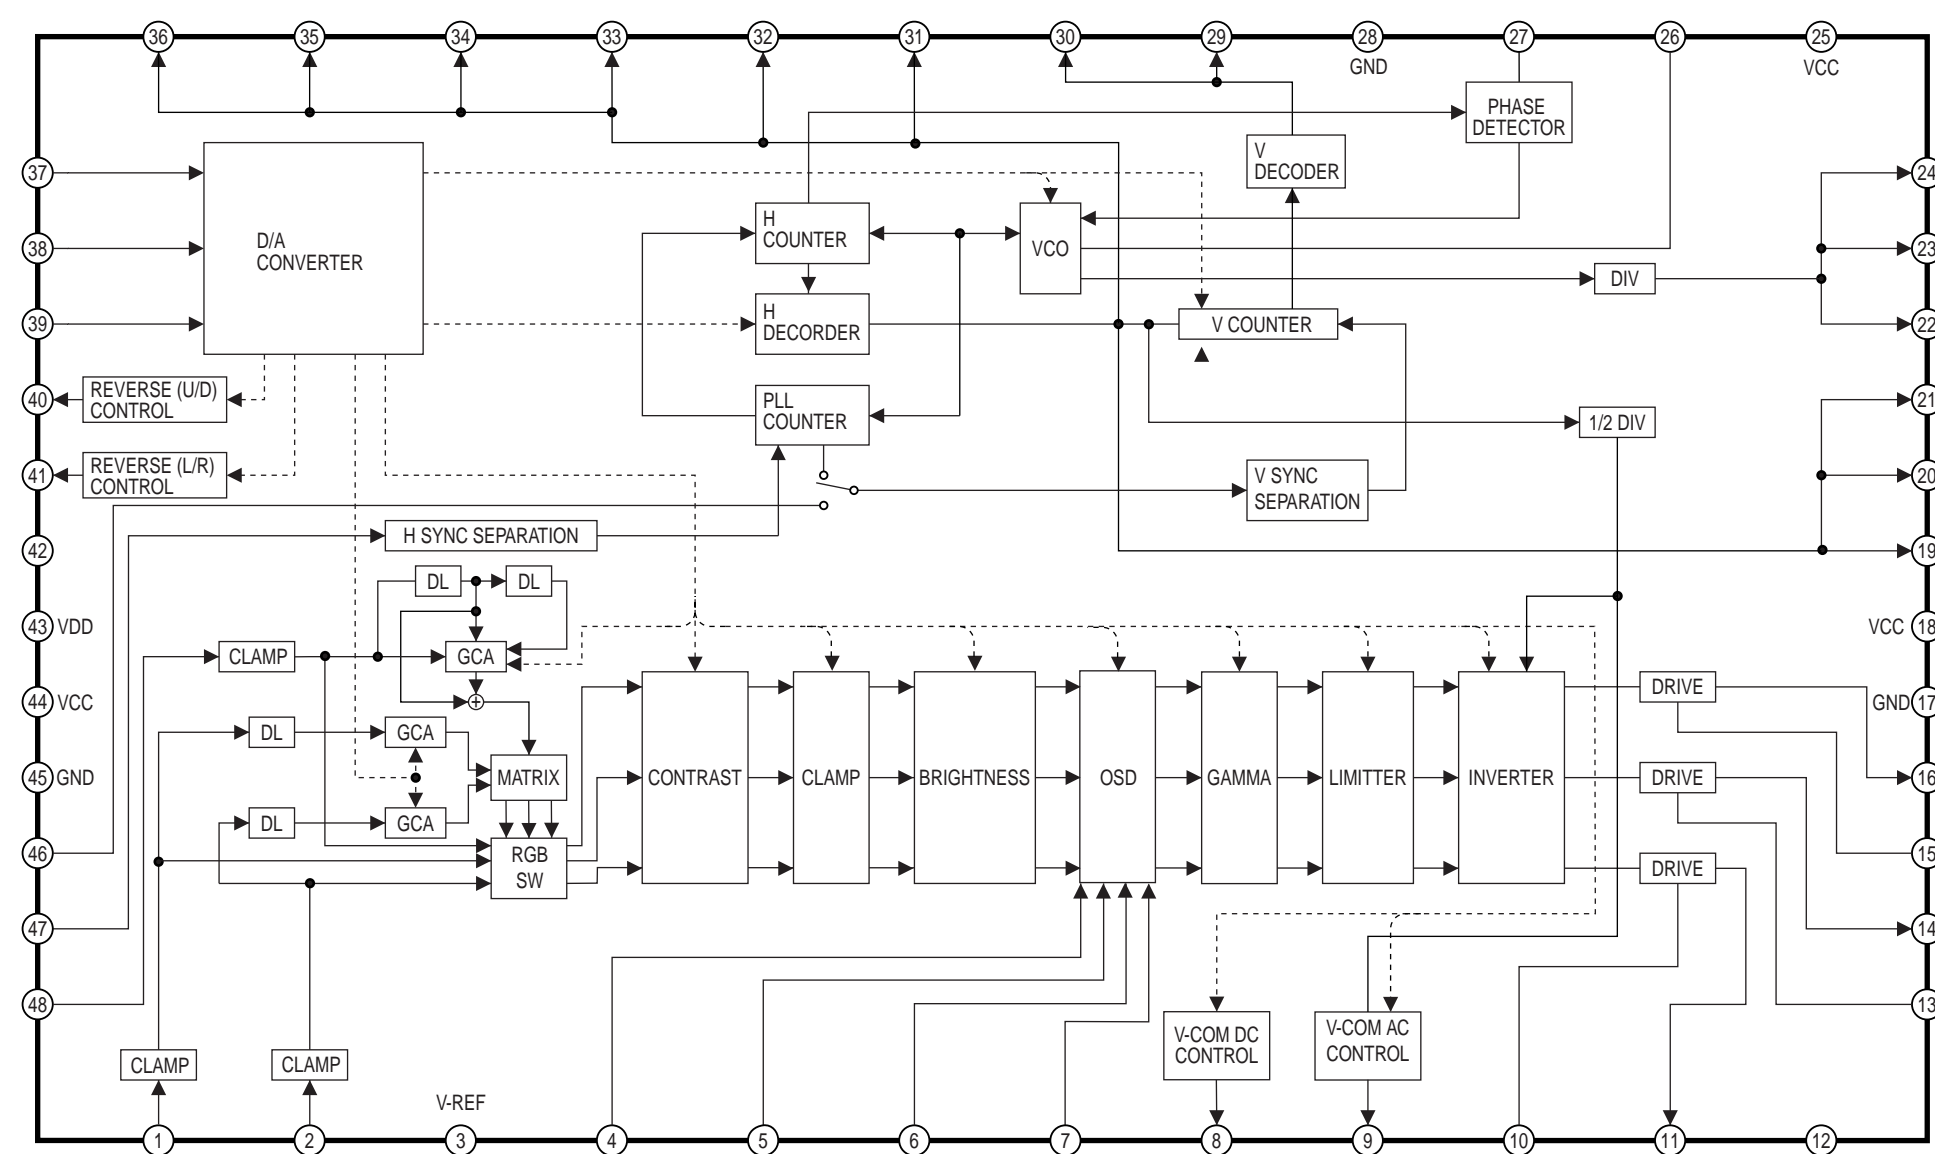 36 35 34 33 32 31 30 29 28 27 26 25
GND
VCC
PHASE
DETECTOR
V
DECODER
37
24
D/A
CONVERTER
H
COUNTER
VCO
38
23
DIV
39
H
DECORDER
V COUNTER
22
REVERSE (U/D)
CONTROL
40
PLL
COUNTER
1/2 DIV
21
REVERSE (L/R)
CONTROL
41
V SYNC
SEPARATION
20
H SYNC SEPARATION
42
19
DL
DL
43 VDD
VCC 18
CLAMP
GCA
44 VCC
+
DRIVE
GND 17
DL
GCA
45 GND
MATRIX
CONTRAST
CLAMP
BRIGHTNESS
OSD
GAMMA
LIMITTER
INVERTER
DRIVE
16
DL
GCA
46
RGB
SW
DRIVE
15
47
14
48
13
V-COM DC
CONTROL
V-COM AC
CONTROL
CLAMP
CLAMP
V-REF
1 2 3 4 5 6 7 8 9 10 11 12